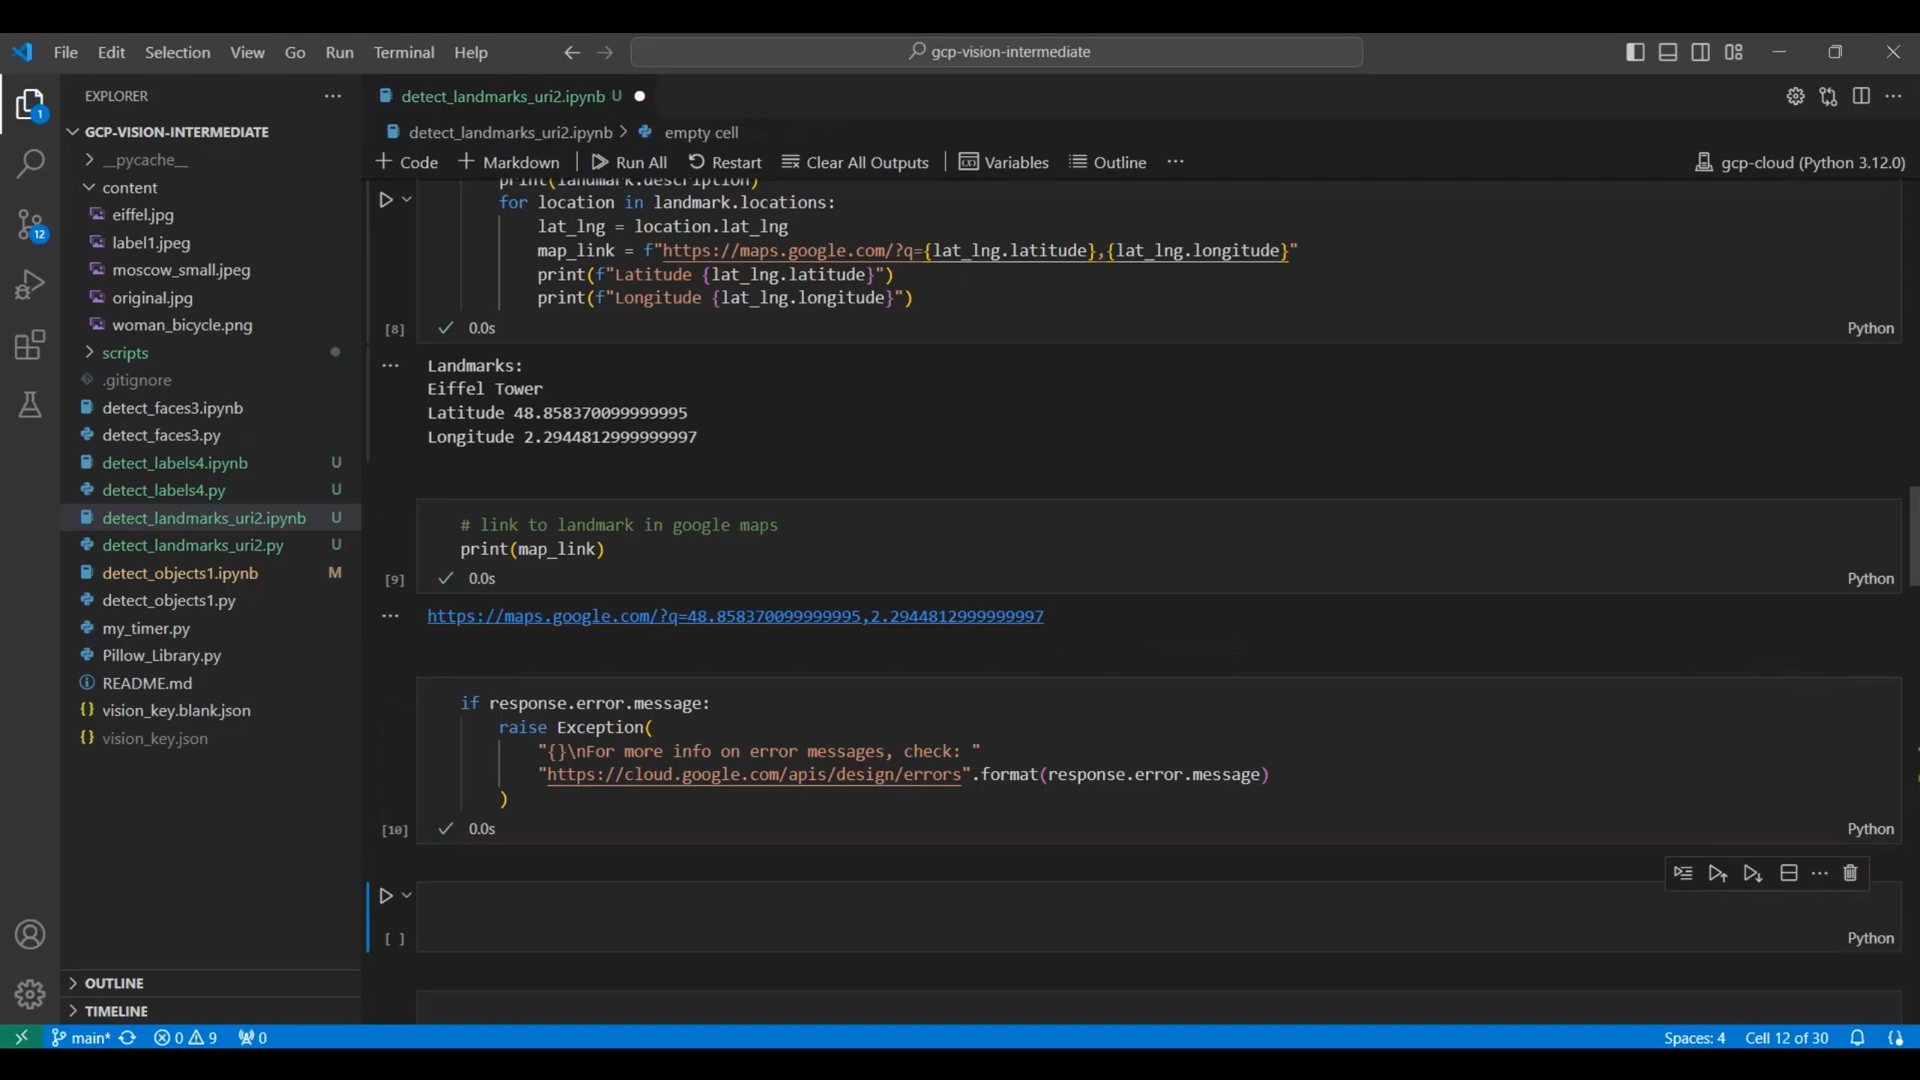 File Edit Selection View Go Run Terminal Help
gcp-vision-intermediate
EXPLORER
1
12
GCP-VISION-INTERMEDIATE
__pycache__
content
eiffel.jpg
label1.jpeg
moscow_small.jpeg
original.jpg
woman_bicycle.png
scripts
.gitignore
detect_faces3.ipynb
detect_faces3.py
detect_labels4.ipynb U
detect_labels4.py U
detect_landmarks_uri2.ipynb U
detect_landmarks_uri2.py U
detect_objects1.ipynb M
detect_objects1.py
my_timer.py
Pillow_Library.py
README.md
vision_key.blank.json
vision_key.json
OUTLINE
TIMELINE
detect_landmarks_uri2.ipynb U
detect_landmarks_uri2.ipynb > empty cell
+ Code + Markdown Run All Restart Clear All Outputs Variables Outline ...
gcp-cloud (Python 3.12.0)
print(landmark.description)
for location in landmark.locations:
lat_lng = location.lat_lng
map_link = f"https://maps.google.com/?q={lat_lng.latitude},{lat_lng.longitude}"
print(f"Latitude {lat_lng.latitude}")
print(f"Longitude {lat_lng.longitude}")
[8] 0.0s Python
Landmarks:
Eiffel Tower
Latitude 48.858370099999995
Longitude 2.2944812999999997
# link to landmark in google maps
print(map_link)
[9] 0.0s Python
https://maps.google.com/?q=48.858370099999995,2.2944812999999997
if response.error.message:
raise Exception(
"{}\nFor more info on error messages, check: "
"https://cloud.google.com/apis/design/errors".format(response.error.message)
)
[10] 0.0s Python
[ ] Python
main* 0 9 0
Spaces: 4 Cell 12 of 30